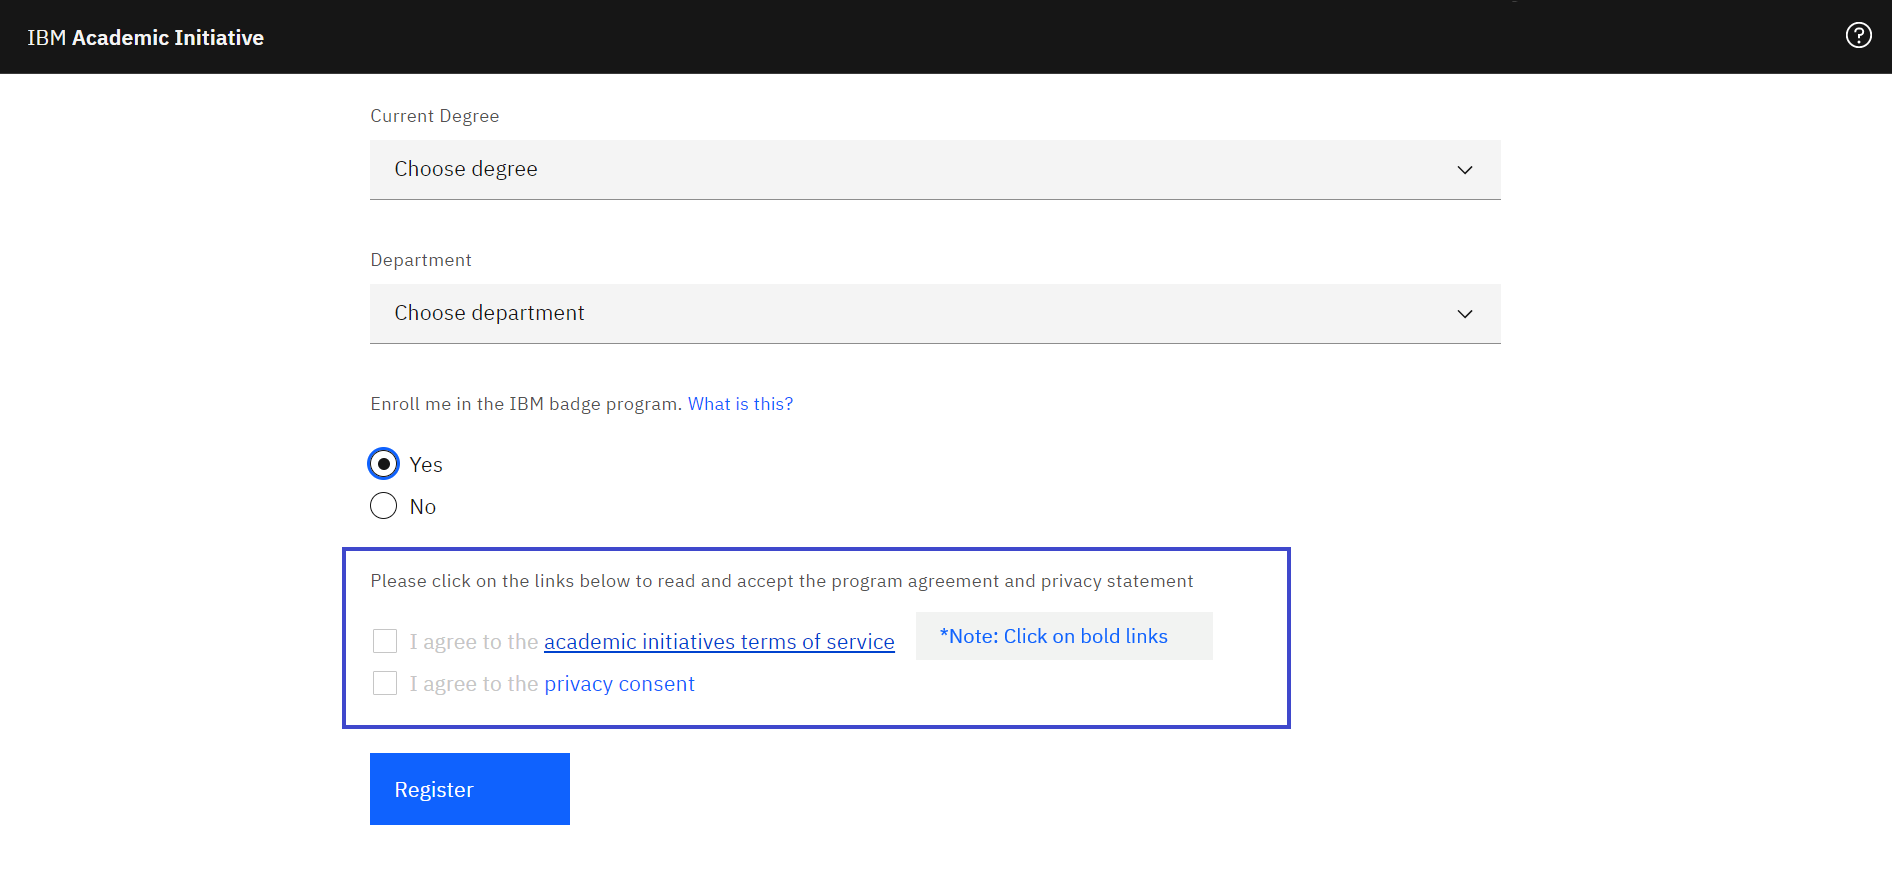 IBM Academic Initiative
Current Degree
Choose degree
Department
Choose department
Enroll me in the IBM badge program. What is this?
Yes
No
Please click on the links below to read and accept the program agreement and privacy statement
I agree to the academic initiatives terms of service
*Note: Click on bold links
I agree to the privacy consent
Register